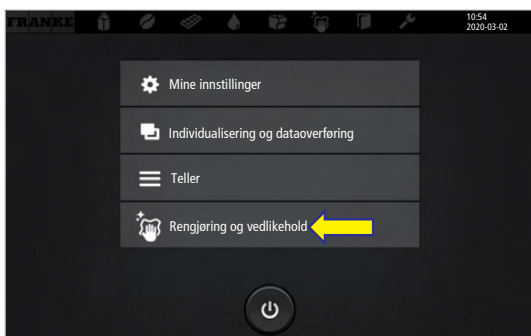 FRANKE
10:54
2020-03-02
Mine innstillinger
Individualisering og dataoverføring
Teller
Rengjøring og vedlikehold